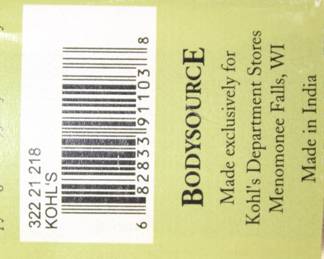 322 21 218
KOHL'S
6 82333 91103 8
BODYSOURCE
Made exclusively for
Kohl's Department Stores
Menomonee Falls, WI
Made in India